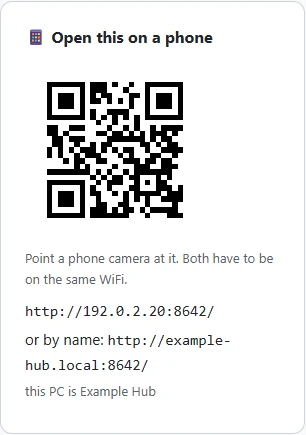 Open this on a phone
Point a phone camera at it. Both have to be
on the same WiFi.
http://192.0.2.20:8642/
or by name: http://example-
hub.local:8642/
this PC is Example Hub